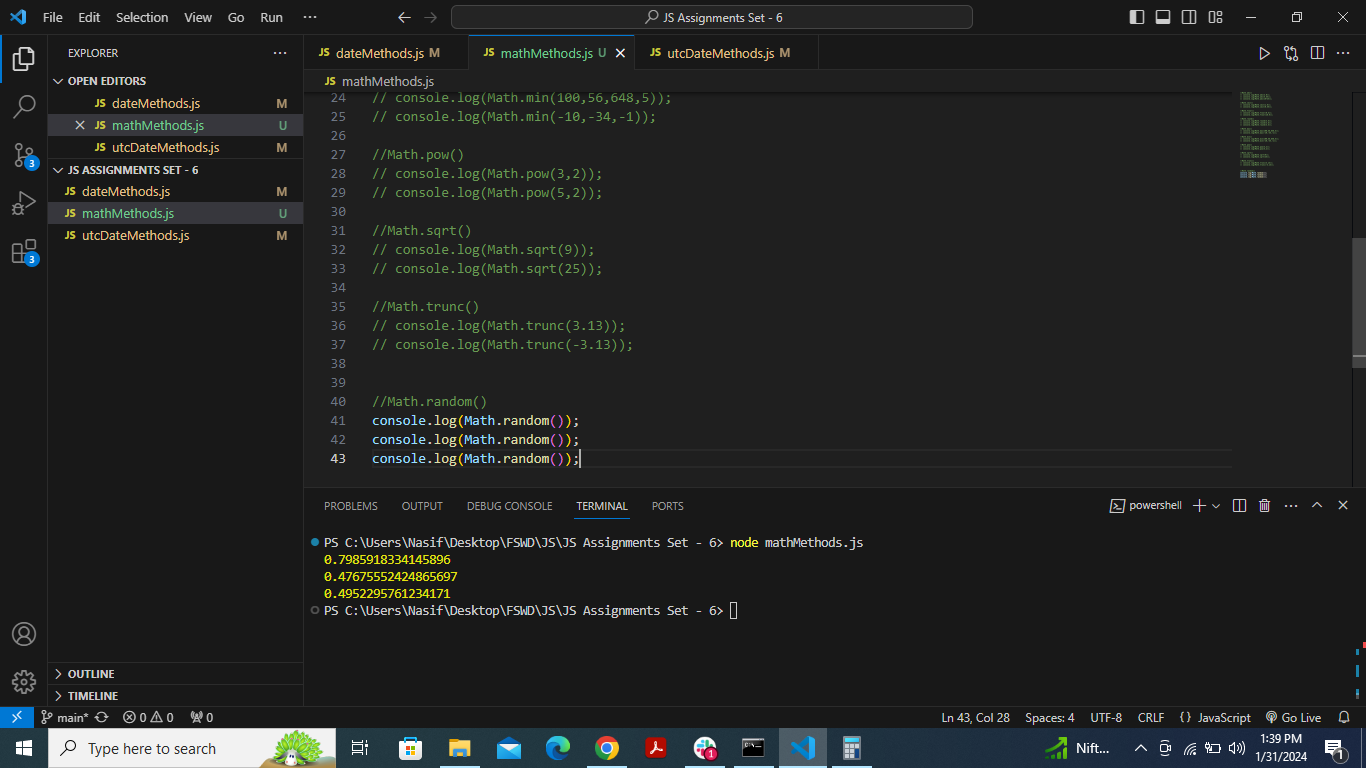 File Edit Selection View Go Run ··· JS Assignments Set - 6
EXPLORER ···
OPEN EDITORS
JS dateMethods.js M
JS mathMethods.js U
JS utcDateMethods.js M
JS ASSIGNMENTS SET - 6
JS dateMethods.js M
JS mathMethods.js U
JS utcDateMethods.js M
3
3
OUTLINE
TIMELINE
JS dateMethods.js M JS mathMethods.js U JS utcDateMethods.js M
JS mathMethods.js
24 // console.log(Math.min(100,56,648,5));
25 // console.log(Math.min(-10,-34,-1));
26
27 //Math.pow()
28 // console.log(Math.pow(3,2));
29 // console.log(Math.pow(5,2));
30
31 //Math.sqrt()
32 // console.log(Math.sqrt(9));
33 // console.log(Math.sqrt(25));
34
35 //Math.trunc()
36 // console.log(Math.trunc(3.13));
37 // console.log(Math.trunc(-3.13));
38
39
40 //Math.random()
41 console.log(Math.random());
42 console.log(Math.random());
43 console.log(Math.random());
PROBLEMS OUTPUT DEBUG CONSOLE TERMINAL PORTS powershell
PS C:\Users\Nasif\Desktop\FSWD\JS\JS Assignments Set - 6> node mathMethods.js
0.7985918334145896
0.47675552424865697
0.4952295761234171
PS C:\Users\Nasif\Desktop\FSWD\JS\JS Assignments Set - 6>
main* 0 0 0 Ln 43, Col 28 Spaces: 4 UTF-8 CRLF {} JavaScript Go Live
Type here to search 1 Nift... 1:39 PM
1/31/2024 1